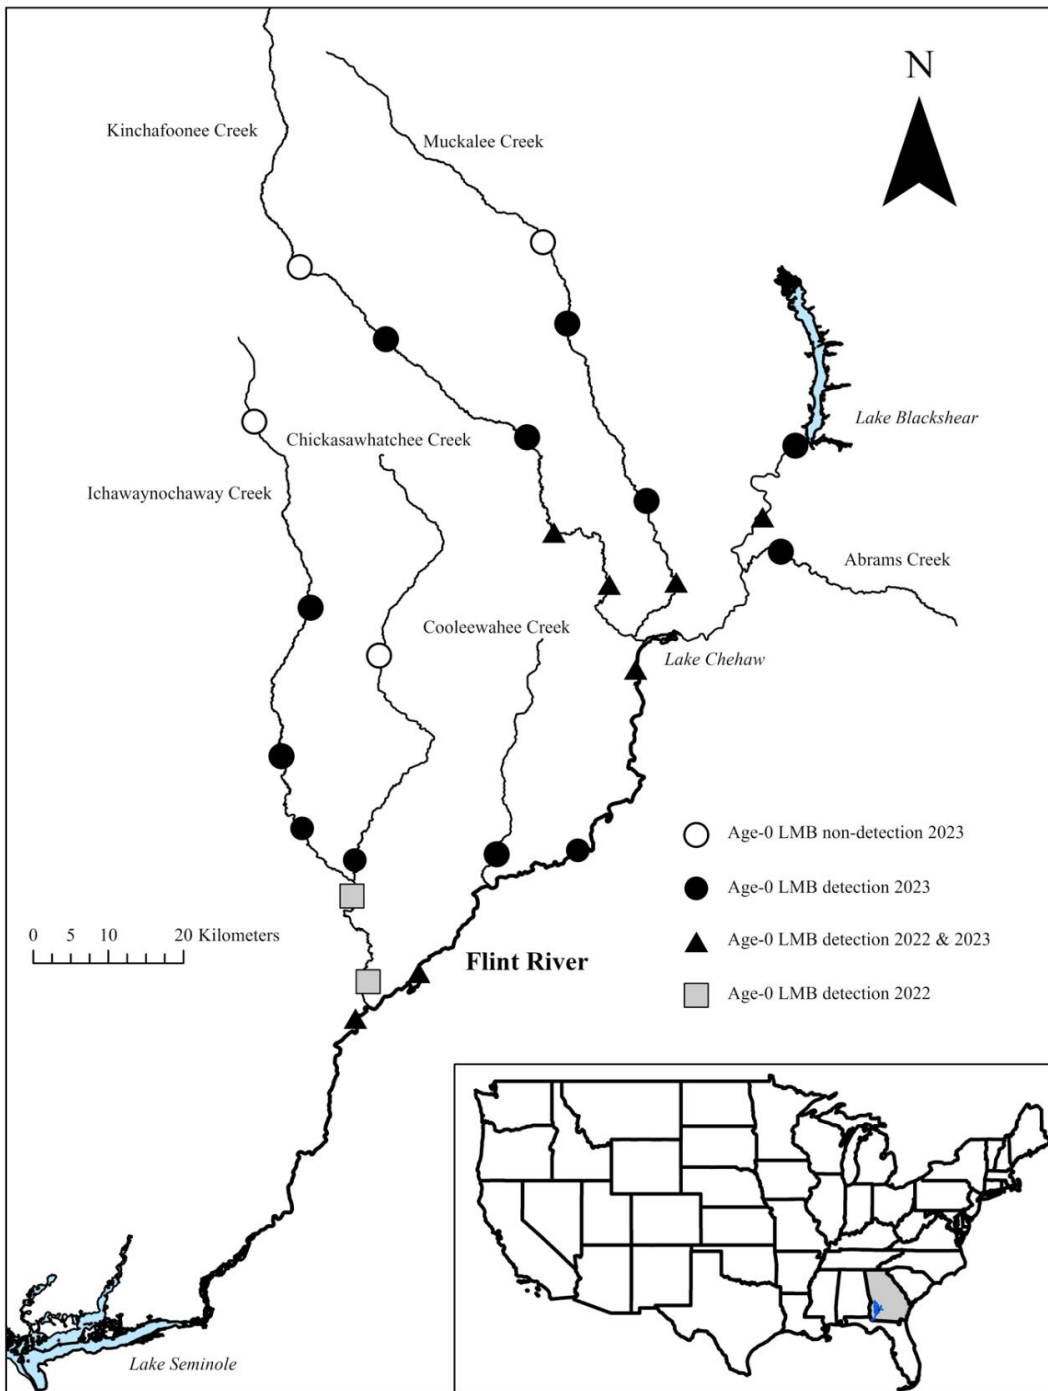 N
Kinchafoonee Creek
Muckalee Creek
Lake Blackshear
Chickasawhatchee Creek
Ichawaynochaway Creek
Abrams Creek
Cooleewahee Creek
Lake Chehaw
Age-0 LMB non-detection 2023
Age-0 LMB detection 2023
0 5 10 20 Kilometers
Age-0 LMB detection 2022 & 2023
Flint River
Age-0 LMB detection 2022
Lake Seminole